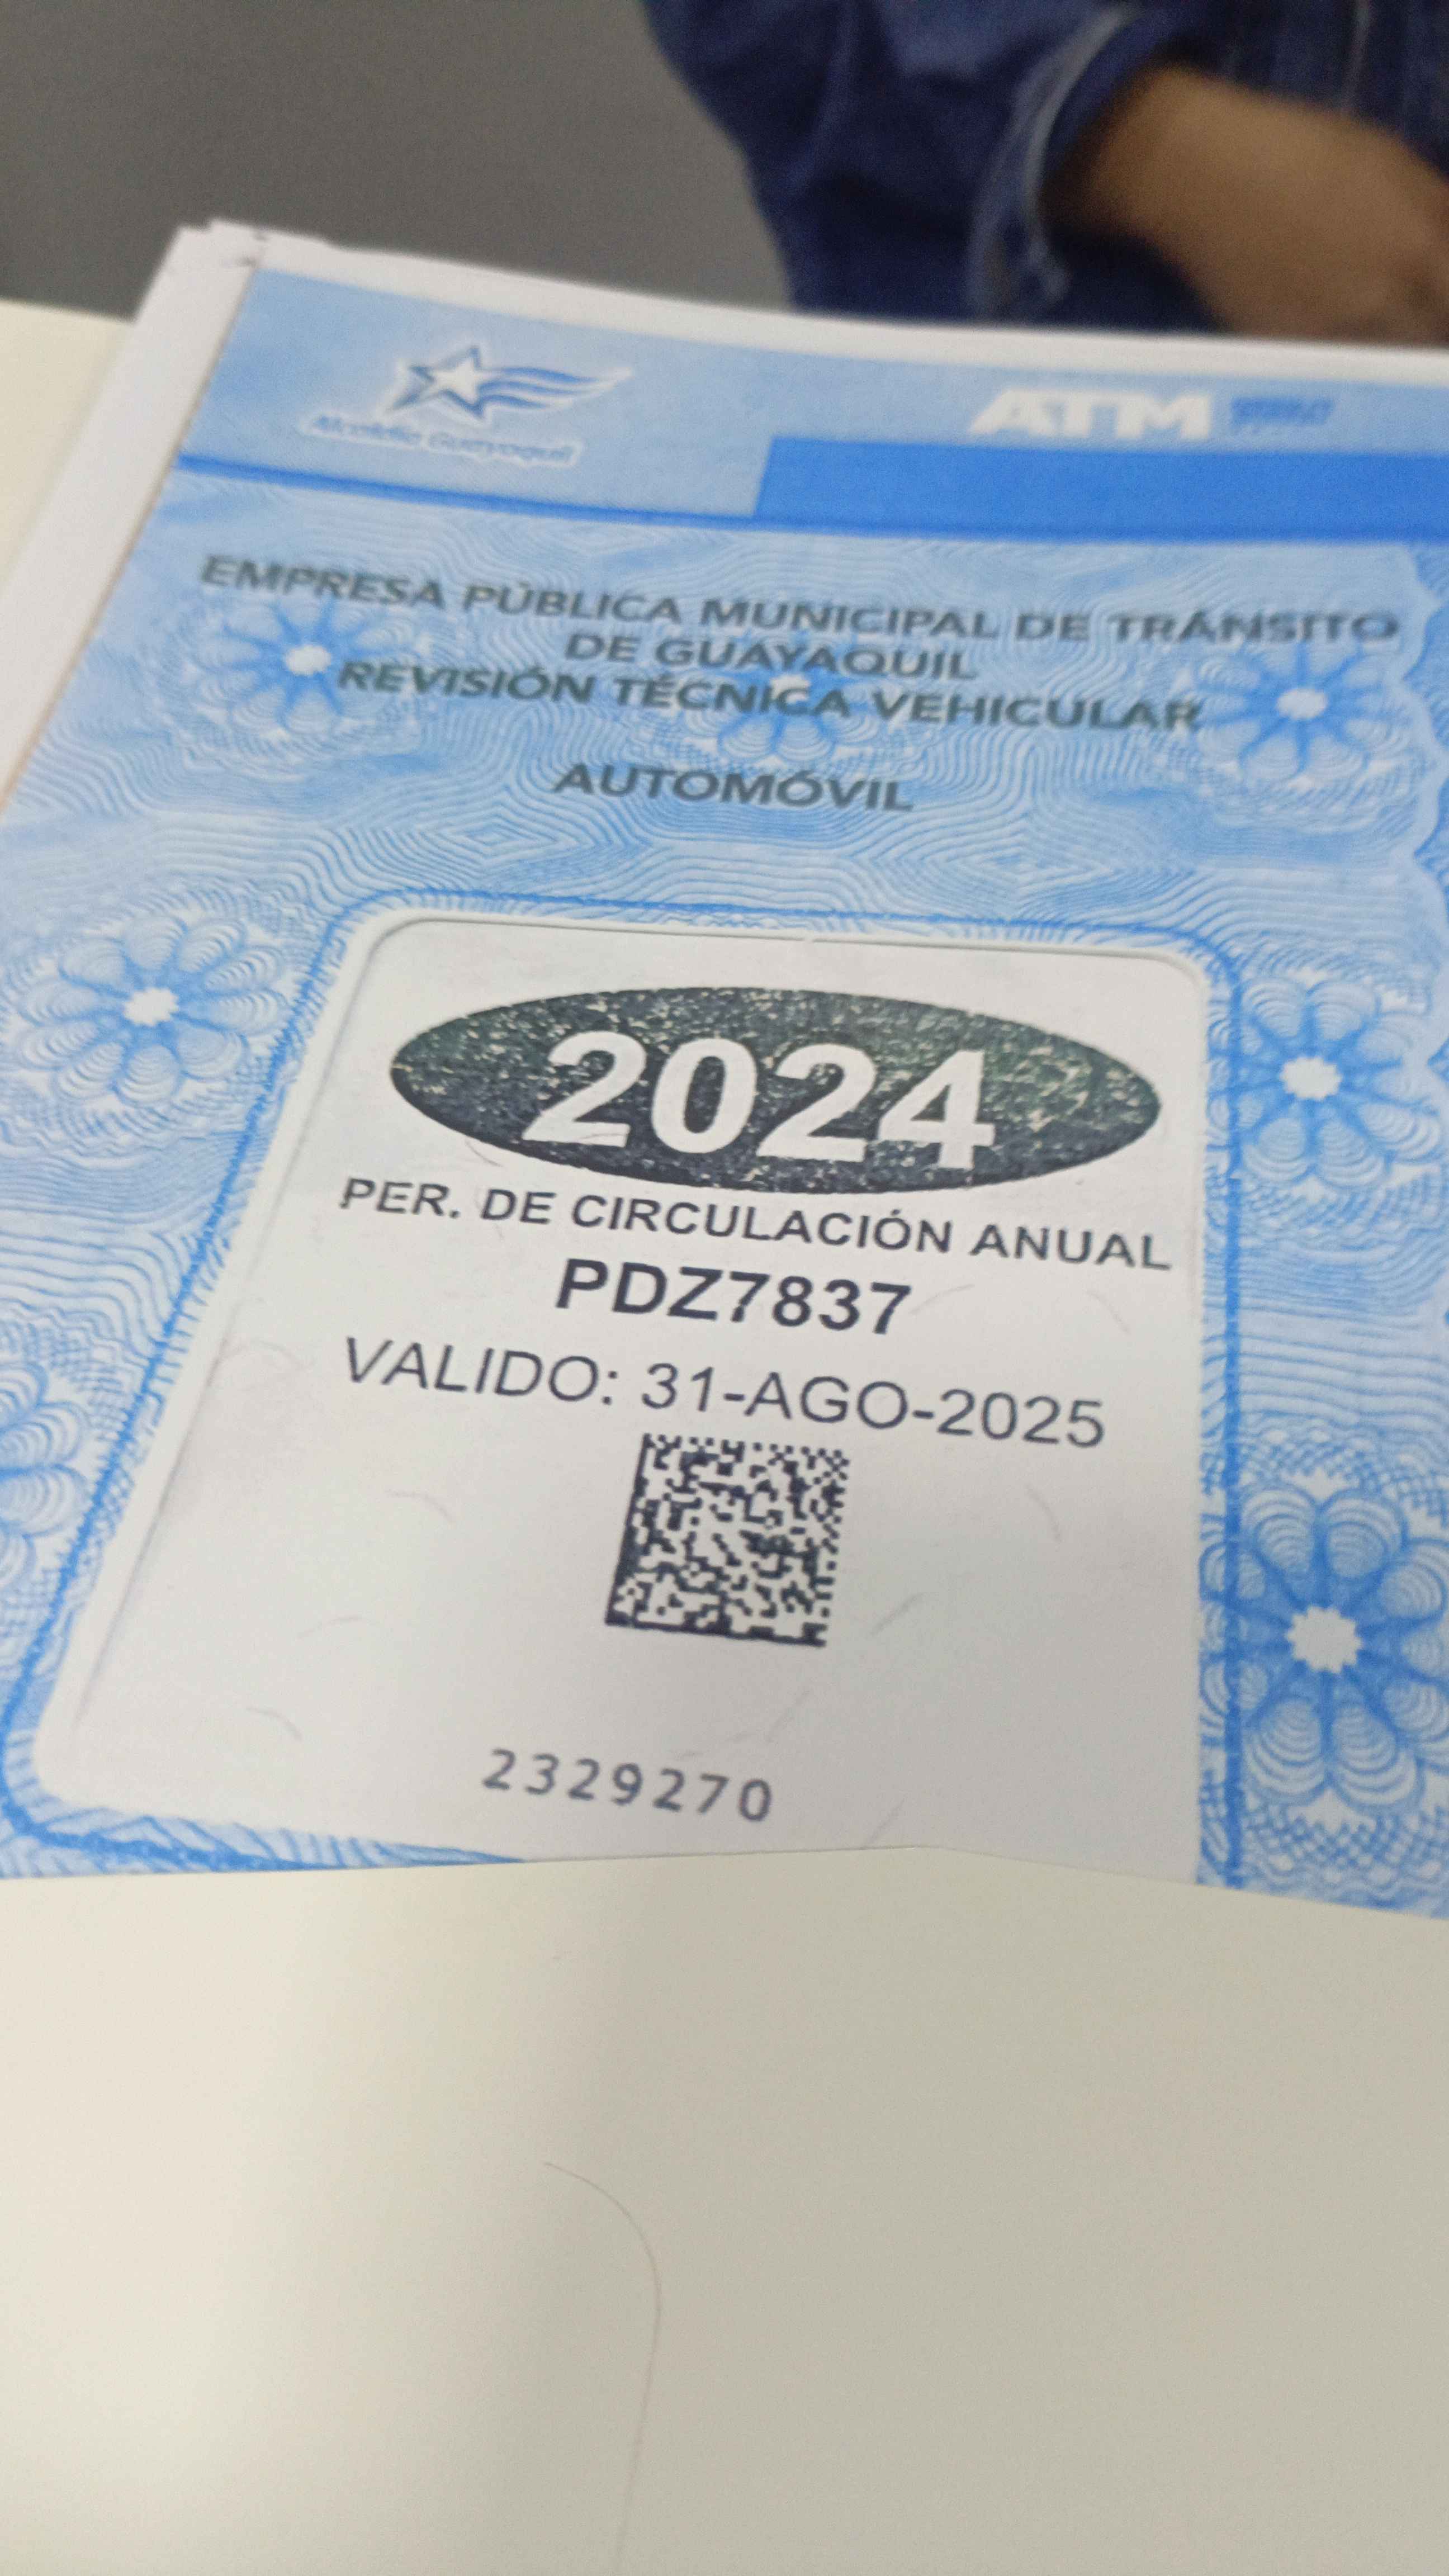 Alcaldía Guayaquil
ATM
EMPRESA PÚBLICA MUNICIPAL DE TRÁNSITO
DE GUAYAQUIL
REVISIÓN TÉCNICA VEHICULAR
AUTOMÓVIL
2024
PER. DE CIRCULACIÓN ANUAL
PDZ7837
VALIDO: 31-AGO-2025
2329270